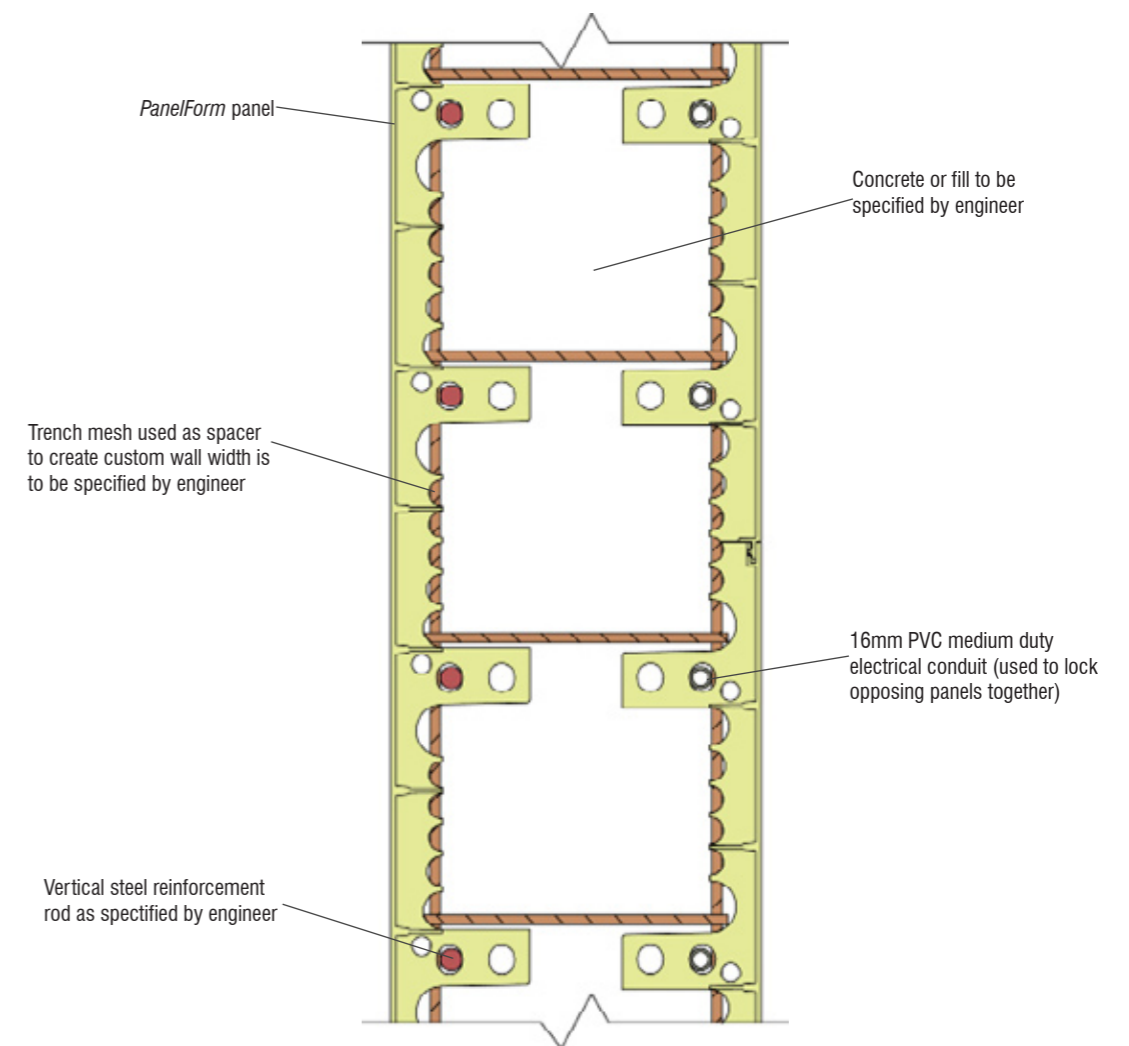 PanelForm panel
Concrete or fill to be
specified by engineer
Trench mesh used as spacer
to create custom wall width is
to be specified by engineer
16mm PVC medium duty
electrical conduit (used to lock
opposing panels together)
Vertical steel reinforcement
rod as spectified by engineer